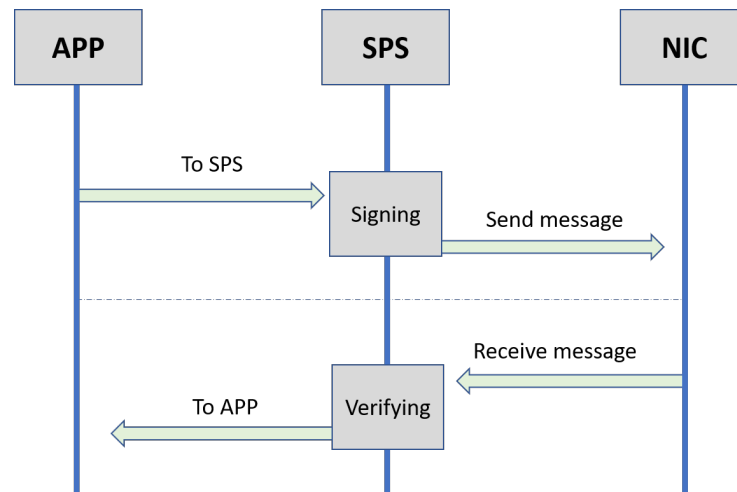 APP
SPS
NIC
To SPS
Signing
Send message
Receive message
To APP
Verifying